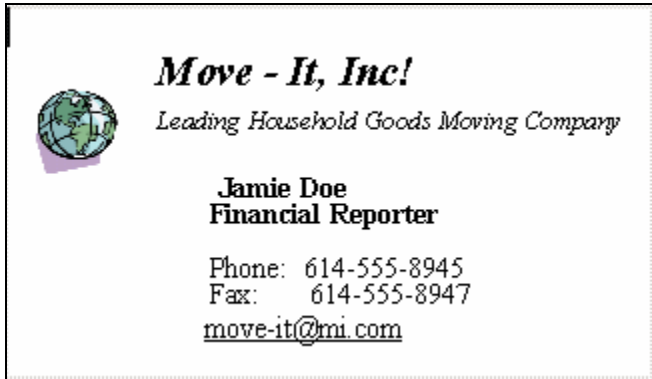 Move - It, Inc!
Leading Household Goods Moving Company
Jamie Doe
Financial Reporter
Phone: 614-555-8945
Fax: 614-555-8947
move-it@mi.com